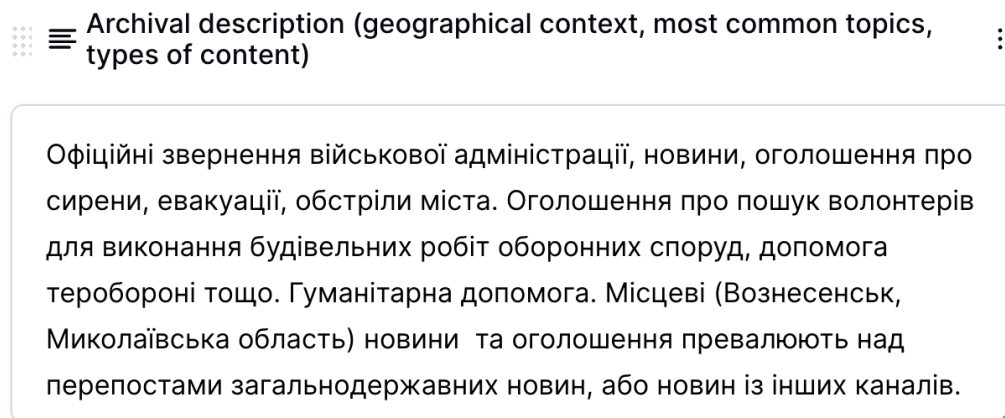 Archival description (geographical context, most common topics,
types of content)
Офіційні звернення військової адміністрації, новини, оголошення про
сирени, евакуації, обстріли міста. Оголошення про пошук волонтерів
для виконання будівельних робіт оборонних споруд, допомога
теробороні тощо. Гуманітарна допомога. Місцеві (Вознесенськ,
Миколаївська область) новини  та оголошення превалюють над
перепостами загальнодержавних новин, або новин із інших каналів.